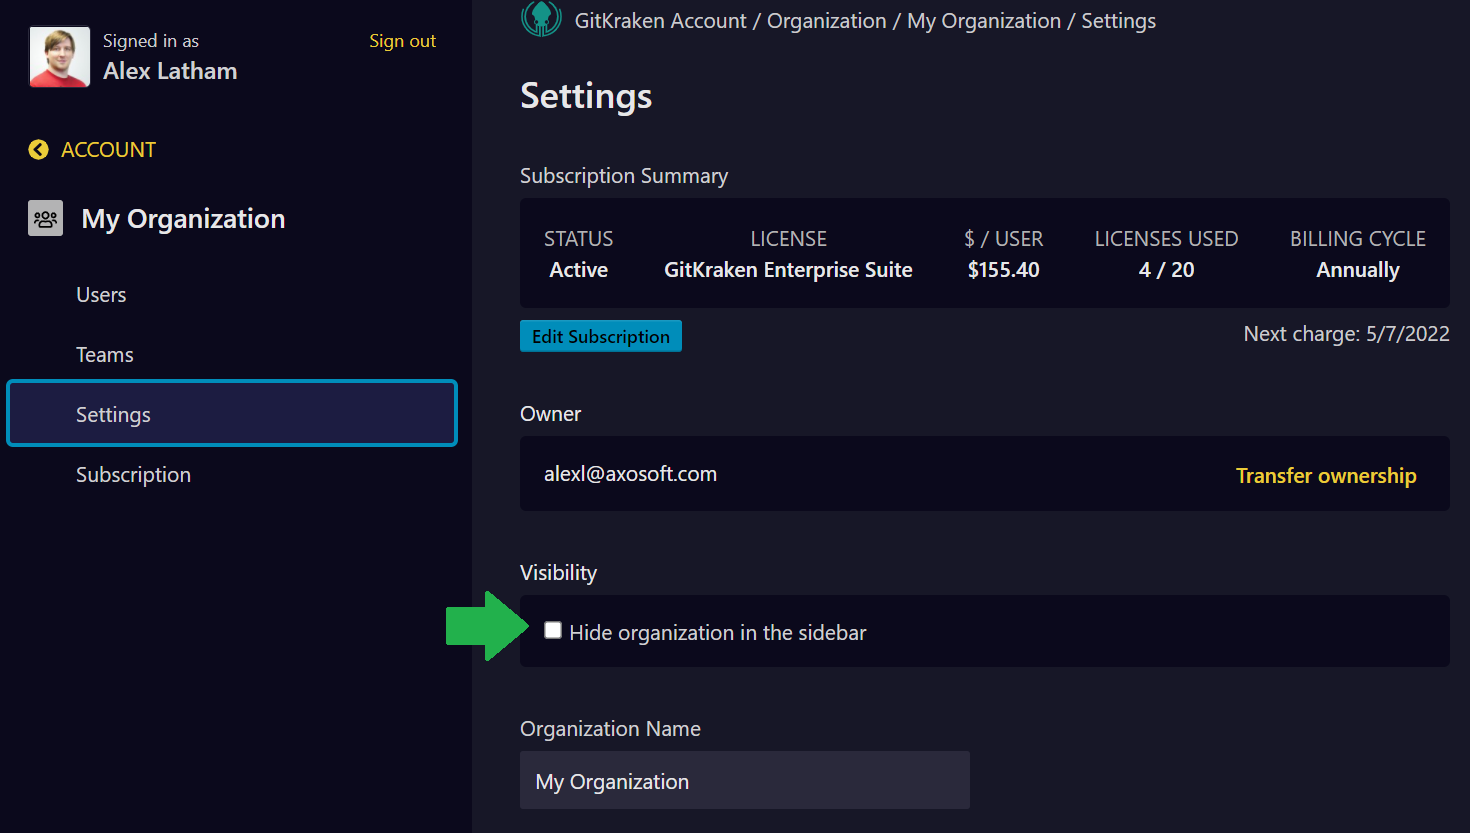 Signed in as
Sign out
Alex Latham
ACCOUNT
My Organization
Users
Teams
Settings
Subscription
GitKraken Account / Organization / My Organization / Settings
Settings
Subscription Summary
STATUS LICENSE $ / USER LICENSES USED BILLING CYCLE
Active GitKraken Enterprise Suite $155.40 4 / 20 Annually
Edit Subscription
Next charge: 5/7/2022
Owner
alexl@axosoft.com
Transfer ownership
Visibility
Hide organization in the sidebar
Organization Name
My Organization